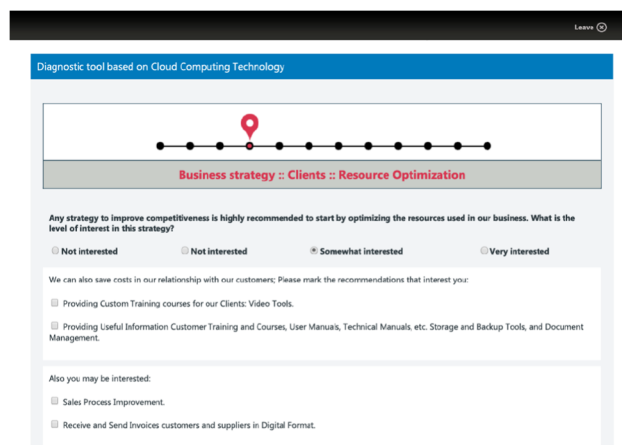 Leave
Diagnostic tool based on Cloud Computing Technology
Business strategy :: Clients :: Resource Optimization
Any strategy to improve competitiveness is highly recommended to start by optimizing the resources used in our business. What is the
level of interest in this strategy?
Not interested Not interested Somewhat interested Very interested
We can also save costs in our relationship with our customers; Please mark the recommendations that interest you:
Providing Custom Training courses for our Clients: Video Tools.
Providing Useful Information Customer Training and Courses, User Manuals, Technical Manuals, etc. Storage and Backup Tools, and Document
Management.
Also you may be interested:
Sales Process Improvement.
Receive and Send Invoices customers and suppliers in Digital Format.